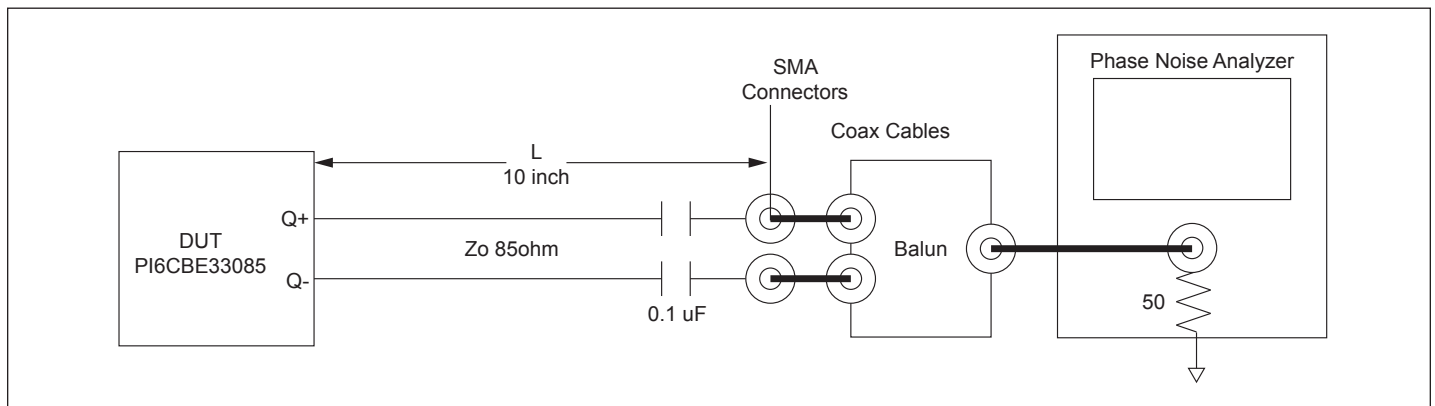 Phase Noise Analyzer
SMA
Connectors
Coax Cables
L
10 inch
Q+
DUT
PI6CBE33085
Zo 85ohm
Balun
Q-
0.1 uF
50